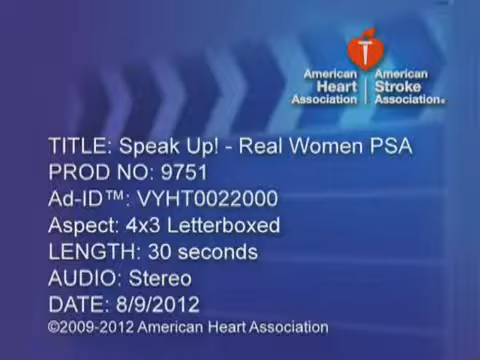 American Heart Association
American Stroke Association®
TITLE: Speak Up! - Real Women PSA
PROD NO: 9751
Ad-ID™: VYHT0022000
Aspect: 4x3 Letterboxed
LENGTH: 30 seconds
AUDIO: Stereo
DATE: 8/9/2012
©2009-2012 American Heart Association